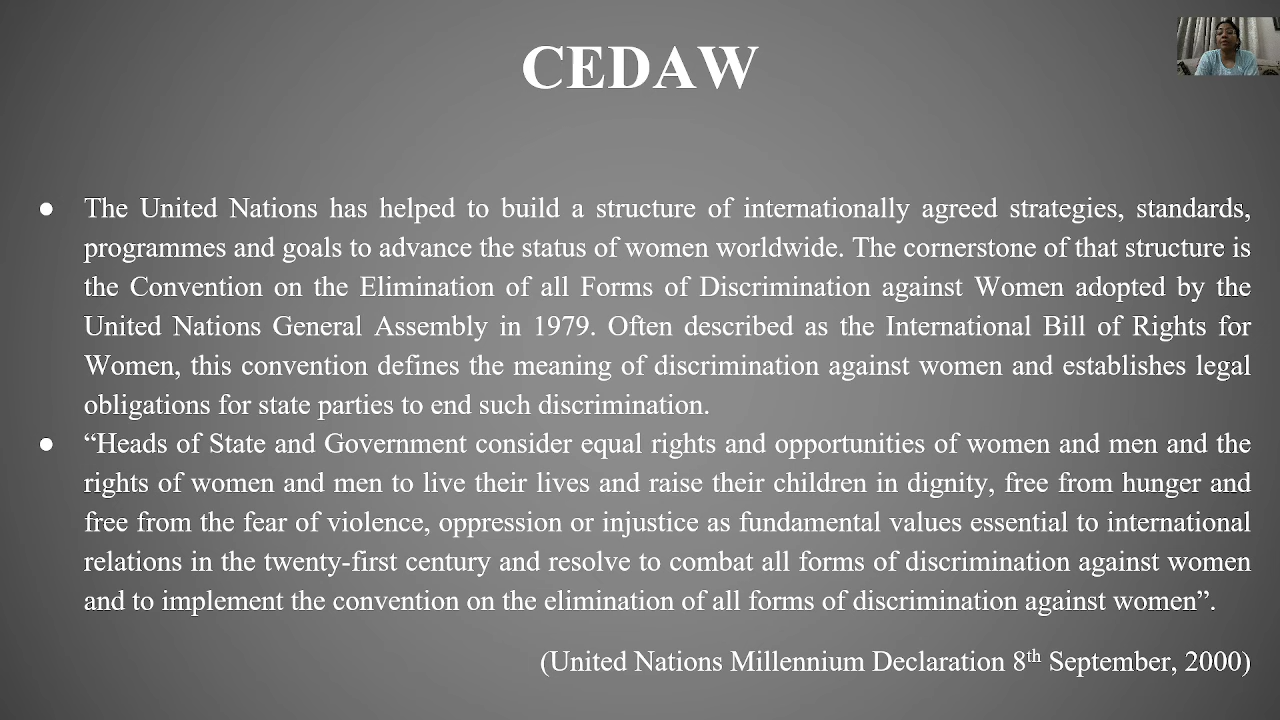 CEDAW
● The United Nations has helped to build a structure of internationally agreed strategies, standards,
programmes and goals to advance the status of women worldwide. The cornerstone of that structure is
the Convention on the Elimination of all Forms of Discrimination against Women adopted by the
United Nations General Assembly in 1979. Often described as the International Bill of Rights for
Women, this convention defines the meaning of discrimination against women and establishes legal
obligations for state parties to end such discrimination.
● “Heads of State and Government consider equal rights and opportunities of women and men and the
rights of women and men to live their lives and raise their children in dignity, free from hunger and
free from the fear of violence, oppression or injustice as fundamental values essential to international
relations in the twenty-first century and resolve to combat all forms of discrimination against women
and to implement the convention on the elimination of all forms of discrimination against women”.
(United Nations Millennium Declaration 8th September, 2000)